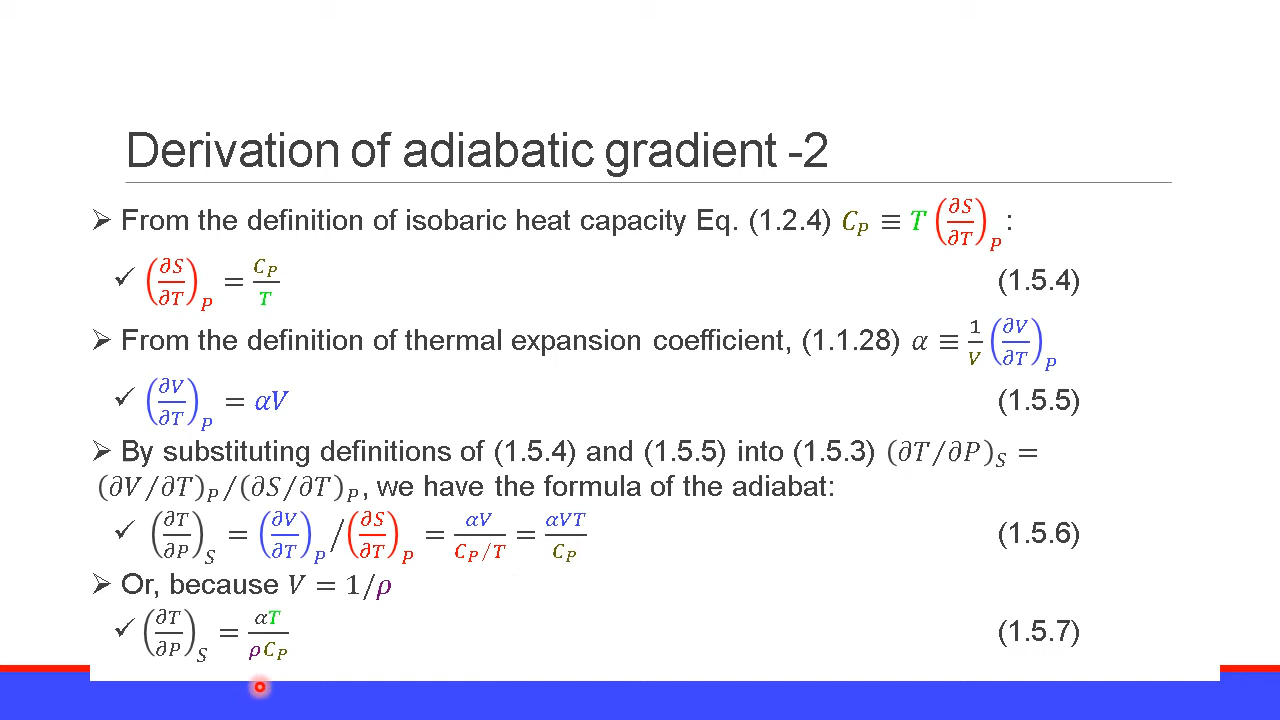 Derivation of adiabatic gradient -2
➢ From the definition of isobaric heat capacity Eq. (1.2.4) C_P ≡ T (∂S/∂T)_P :
✓ (∂S/∂T)_P = C_P/T (1.5.4)
➢ From the definition of thermal expansion coefficient, (1.1.28) α ≡ 1/V (∂V/∂T)_P
✓ (∂V/∂T)_P = αV (1.5.5)
➢ By substituting definitions of (1.5.4) and (1.5.5) into (1.5.3) (∂T/∂P)_S =
(∂V/∂T)_P/(∂S/∂T)_P, we have the formula of the adiabat:
✓ (∂T/∂P)_S = (∂V/∂T)_P / (∂S/∂T)_P = αV/(C_P/T) = αVT/C_P (1.5.6)
➢ Or, because V = 1/ρ
✓ (∂T/∂P)_S = αT/(ρC_P) (1.5.7)